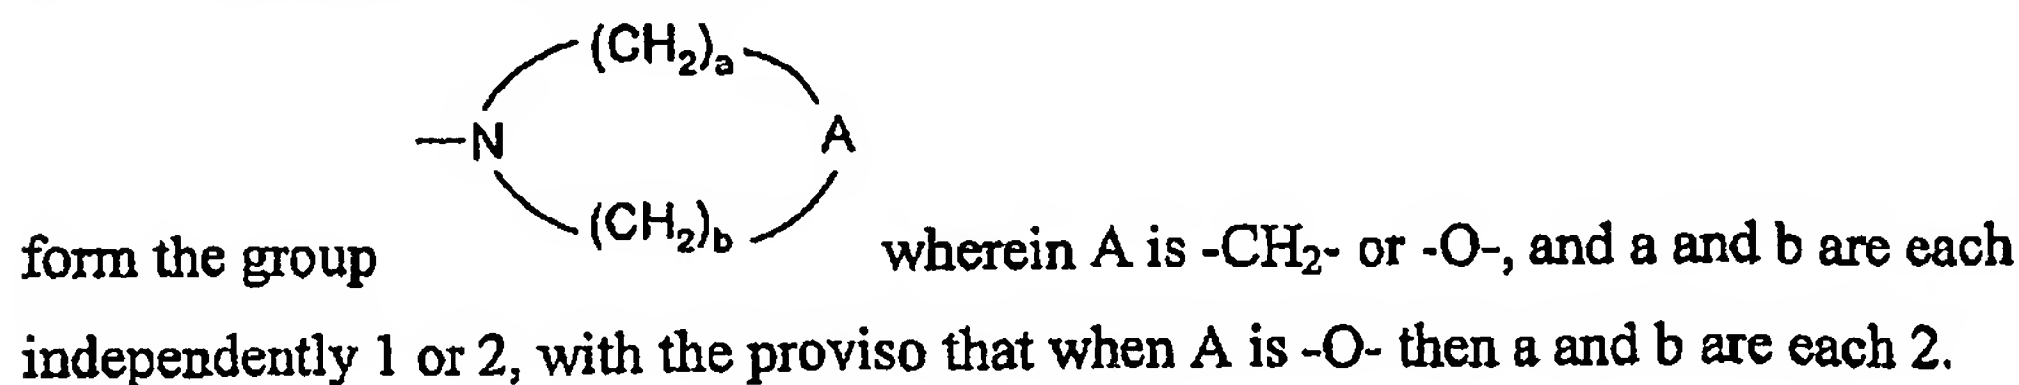 (CH₂)ₐ
—N A
(CH₂)b
form the group wherein A is -CH₂- or -O-, and a and b are each
independently 1 or 2, with the proviso that when A is -O- then a and b are each 2.